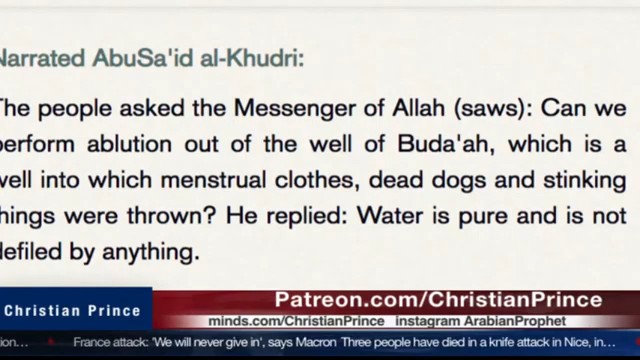 Narrated AbuSa'id al-Khudri:
The people asked the Messenger of Allah (saws): Can we
perform ablution out of the well of Buda'ah, which is a
well into which menstrual clothes, dead dogs and stinking
things were thrown? He replied: Water is pure and is not
defiled by anything.
Patreon.com/ChristianPrince
Christian Prince
minds.com/ChristianPrince instagram ArabianProphet
France attack: 'We will never give in', says Macron Three people have died in a knife attack in Nice, in...